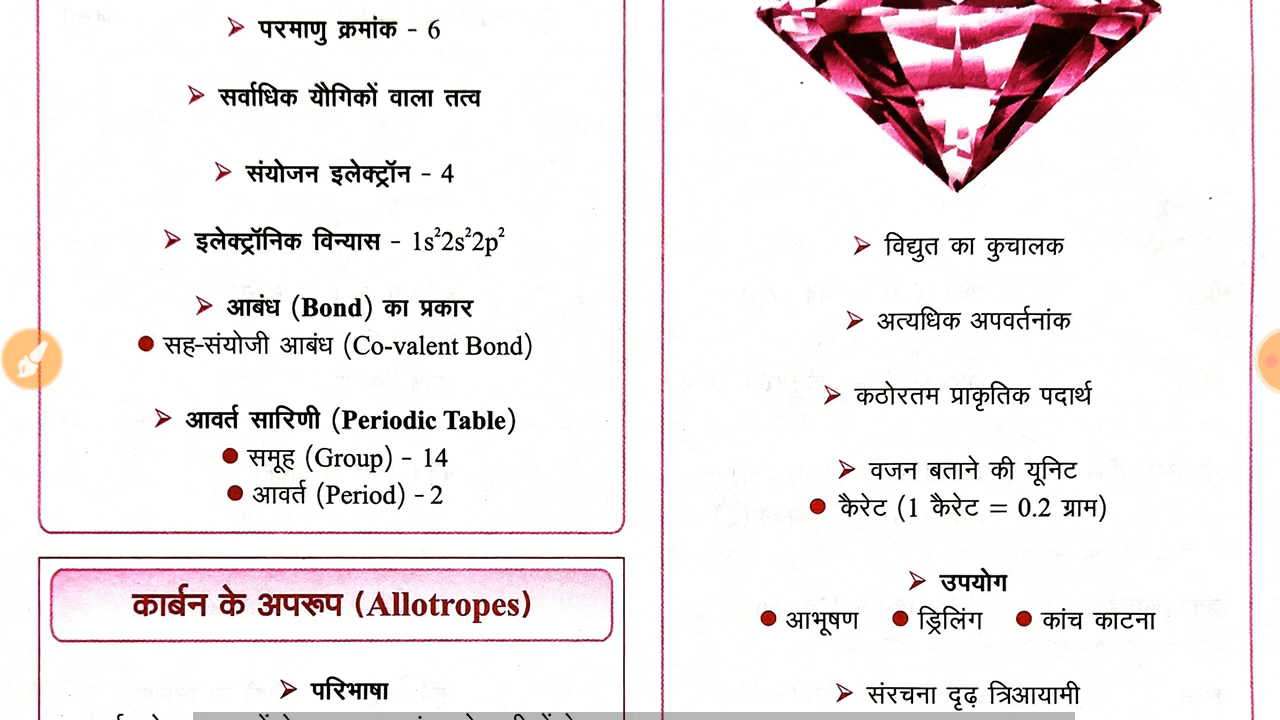 ➢ परमाणु क्रमांक - 6
➢ सर्वाधिक यौगिकों वाला तत्व
➢ संयोजन इलेक्ट्रॉन - 4
➢ इलेक्ट्रॉनिक विन्यास - 1s²2s²2p²
➢ आबंध (Bond) का प्रकार
● सह-संयोजी आबंध (Co-valent Bond)
➢ आवर्त सारिणी (Periodic Table)
● समूह (Group) - 14
● आवर्त (Period) - 2
कार्बन के अपरूप (Allotropes)
➢ परिभाषा
➢ विद्युत का कुचालक
➢ अत्यधिक अपवर्तनांक
➢ कठोरतम प्राकृतिक पदार्थ
➢ वजन बताने की यूनिट
● कैरेट (1 कैरेट = 0.2 ग्राम)
➢ उपयोग
● आभूषण ● ड्रिलिंग ● कांच काटना
➢ संरचना दृढ़ त्रिआयामी